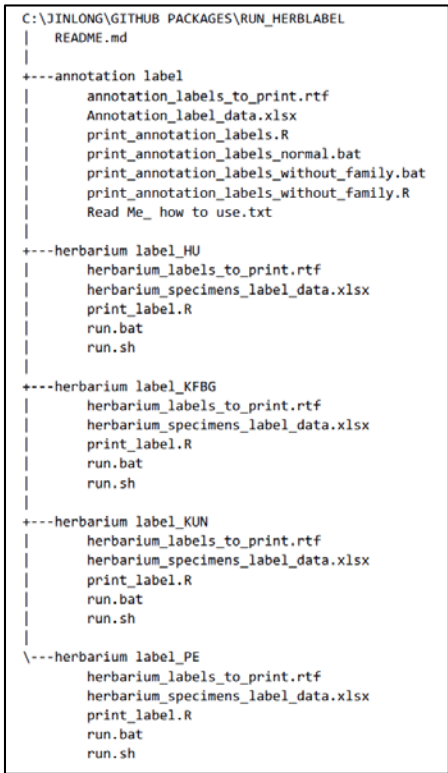 C:\JINLONG\GITHUB PACKAGES\RUN_HERBLABEL
|   README.md
|
+---annotation label
|       annotation_labels_to_print.rtf
|       Annotation_label_data.xlsx
|       print_annotation_labels.R
|       print_annotation_labels_normal.bat
|       print_annotation_labels_without_family.bat
|       print_annotation_labels_without_family.R
|       Read Me_ how to use.txt
|
+---herbarium label_HU
|       herbarium_labels_to_print.rtf
|       herbarium_specimens_label_data.xlsx
|       print_label.R
|       run.bat
|       run.sh
|
+---herbarium label_KFBG
|       herbarium_labels_to_print.rtf
|       herbarium_specimens_label_data.xlsx
|       print_label.R
|       run.bat
|       run.sh
|
+---herbarium label_KUN
|       herbarium_labels_to_print.rtf
|       herbarium_specimens_label_data.xlsx
|       print_label.R
|       run.bat
|       run.sh
|
\---herbarium label_PE
        herbarium_labels_to_print.rtf
        herbarium_specimens_label_data.xlsx
        print_label.R
        run.bat
        run.sh